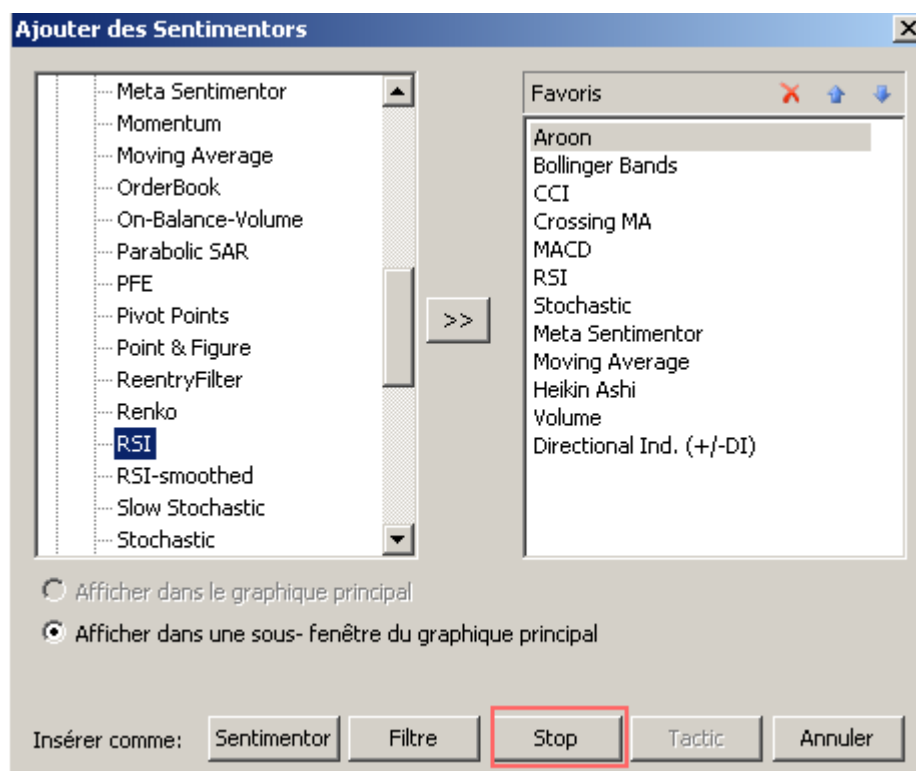 Ajouter des Sentimentors
Meta Sentimentor
Momentum
Moving Average
OrderBook
On-Balance-Volume
Parabolic SAR
PFE
Pivot Points
Point & Figure
ReentryFilter
Renko
RSI
RSI-smoothed
Slow Stochastic
Stochastic
>>
Favoris
Aroon
Bollinger Bands
CCI
Crossing MA
MACD
RSI
Stochastic
Meta Sentimentor
Moving Average
Heikin Ashi
Volume
Directional Ind. (+/-DI)
Afficher dans le graphique principal
Afficher dans une sous- fenêtre du graphique principal
Insérer comme: Sentimentor Filtre Stop Tactic Annuler